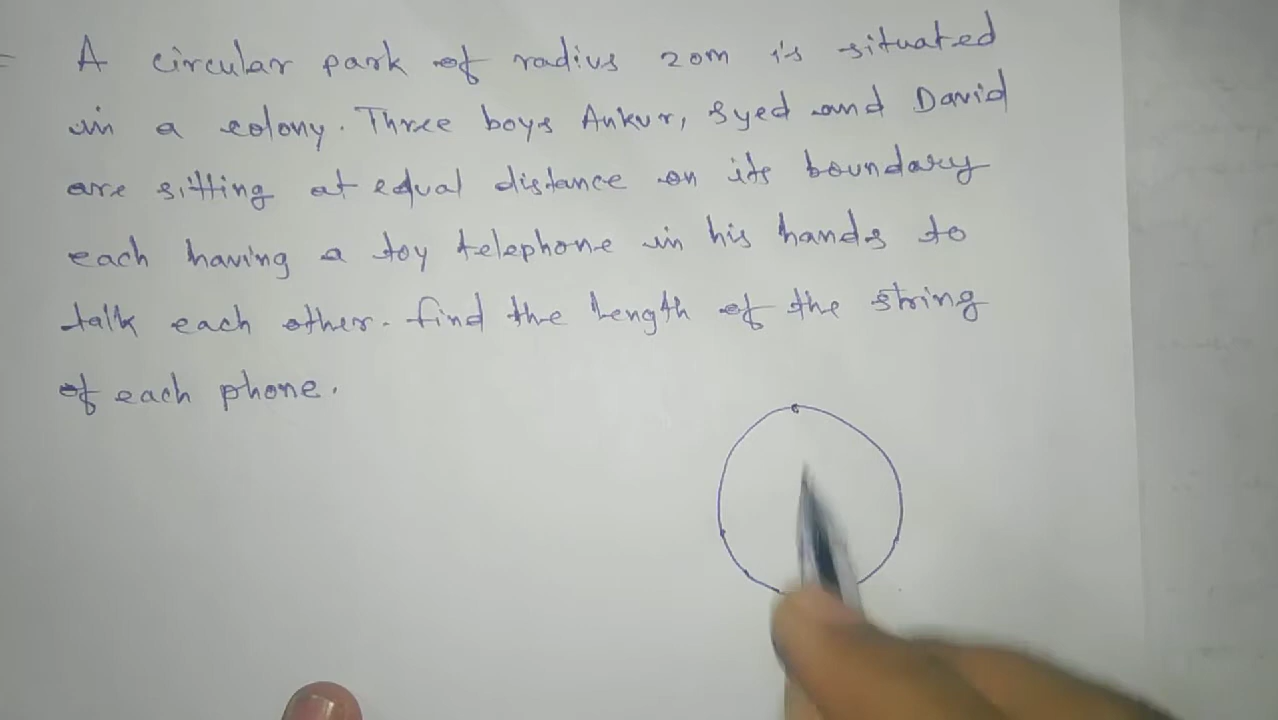 A circular park of radius 20m is situated
in a colony. Three boys Ankur, Syed and David
are sitting at equal distance on its boundary
each having a toy telephone in his hands to
talk each other. find the length of the string
of each phone.